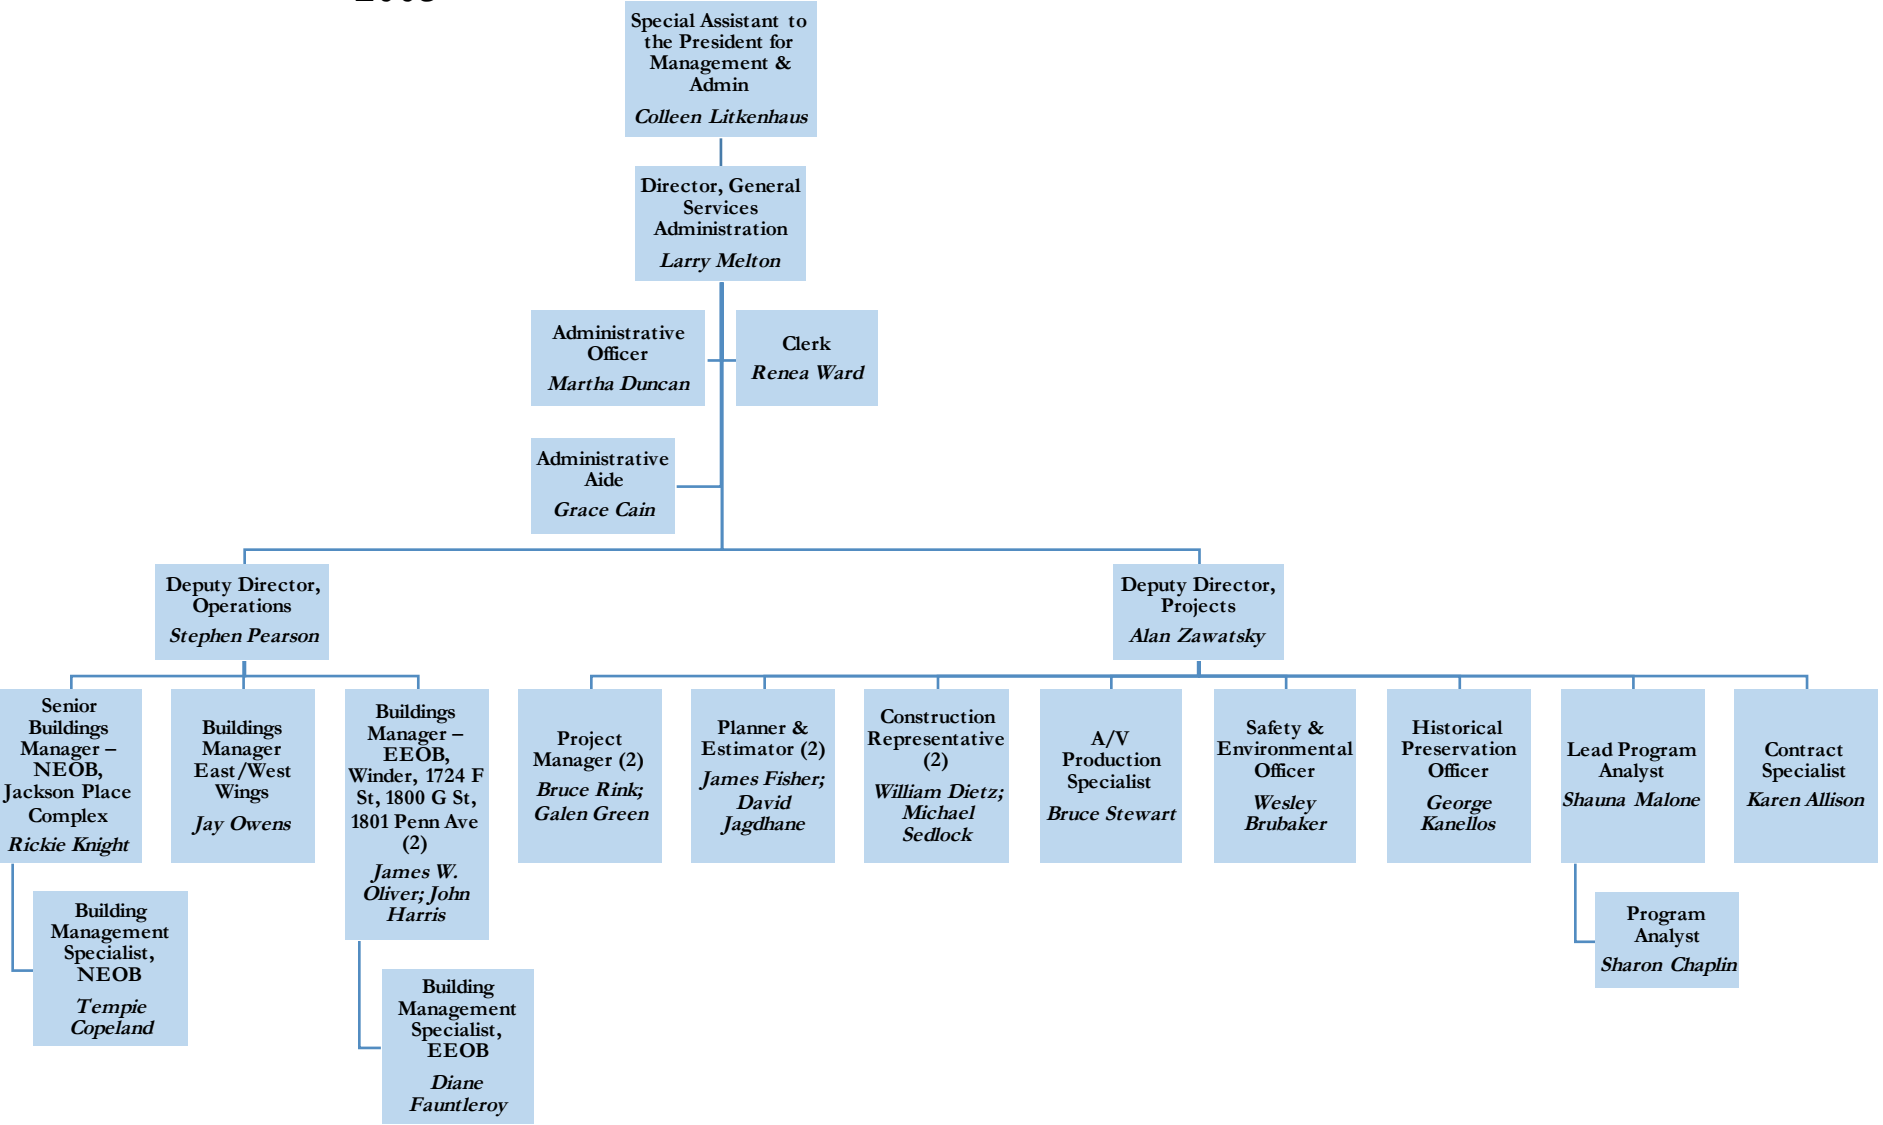 Special Assistant to
the President for
Management &
Admin
Colleen Litkenhaus
Director, General
Services
Administration
Larry Melton
Administrative
Officer
Martha Duncan
Clerk
Renea Ward
Administrative
Aide
Grace Cain
Deputy Director,
Operations
Stephen Pearson
Deputy Director,
Projects
Alan Zawatsky
Senior
Buildings
Manager –
NEOB,
Jackson Place
Complex
Rickie Knight
Buildings
Manager
East/West
Wings
Jay Owens
Buildings
Manager –
EEOB,
Winder, 1724 F
St, 1800 G St,
1801 Penn Ave
(2)
James W.
Oliver; John
Harris
Project
Manager (2)
Bruce Rink;
Galen Green
Planner &
Estimator (2)
James Fisher;
David
Jagdhane
Construction
Representative
(2)
William Dietz;
Michael
Sedlock
A/V
Production
Specialist
Bruce Stewart
Safety &
Environmental
Officer
Wesley
Brubaker
Historical
Preservation
Officer
George
Kanellos
Lead Program
Analyst
Shauna Malone
Contract
Specialist
Karen Allison
Building
Management
Specialist,
NEOB
Tempie
Copeland
Building
Management
Specialist,
EEOB
Diane
Fauntleroy
Program
Analyst
Sharon Chaplin